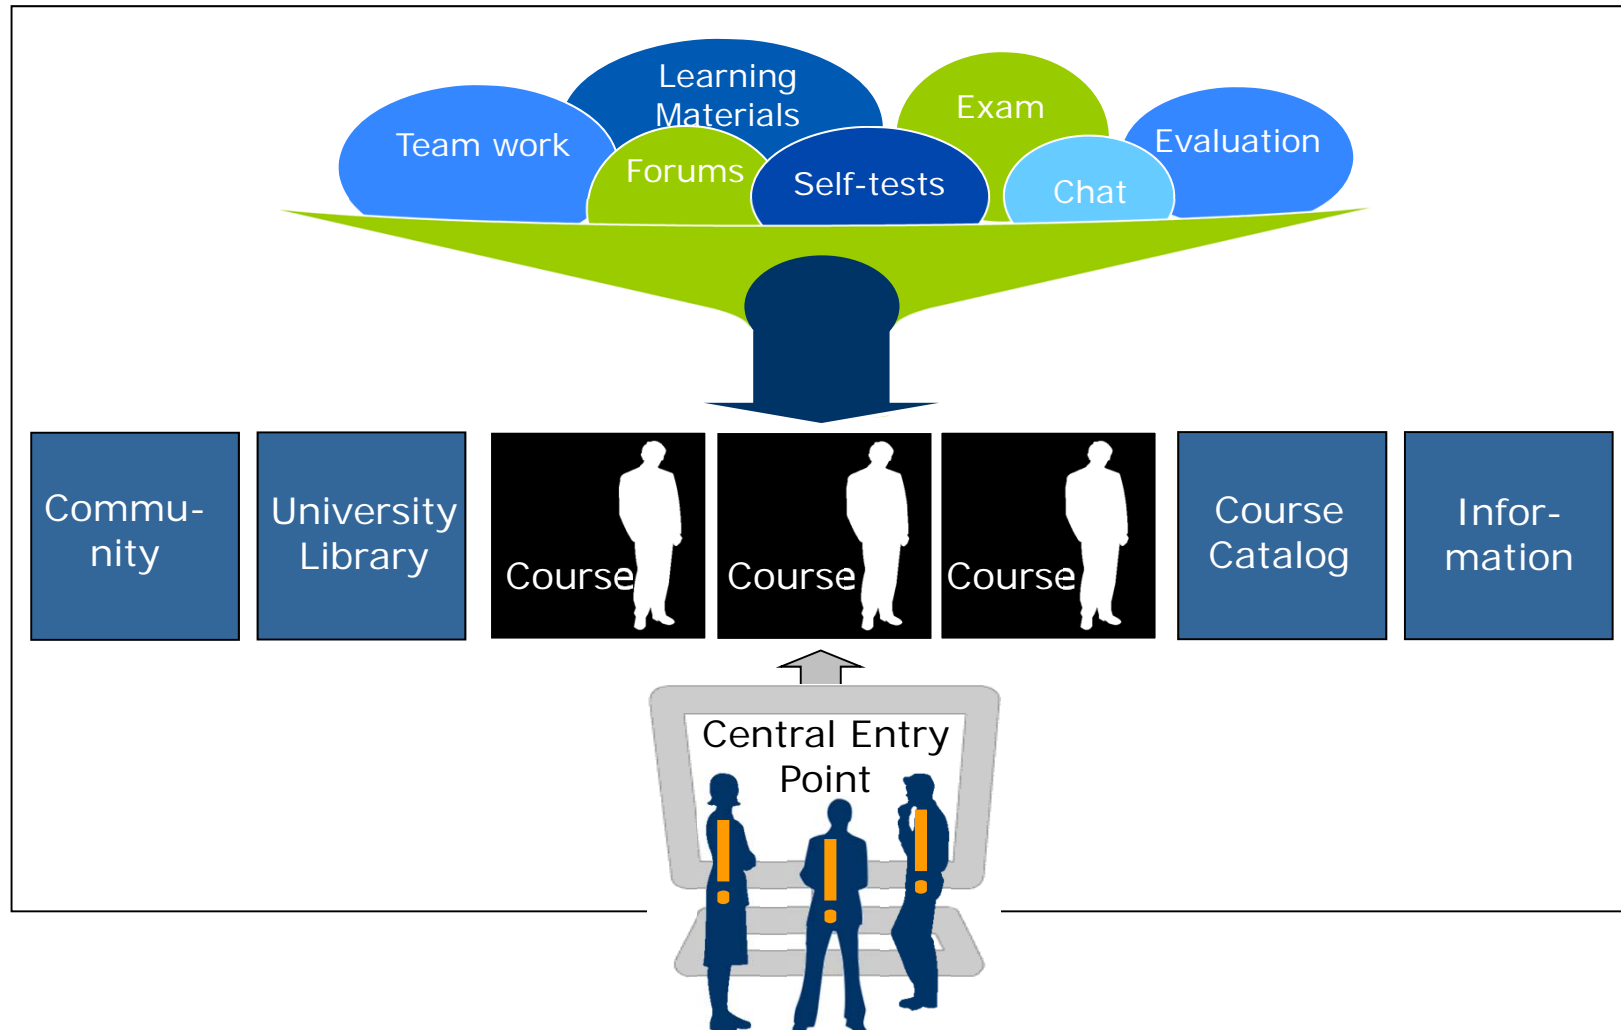 Learning
Materials
Exam
Team work
Evaluation
Forums
Self-tests
Chat
Commu-
nity
University
Library
Course
Course
Course
Course
Catalog
Infor-
mation
Central Entry
Point
!
!
!